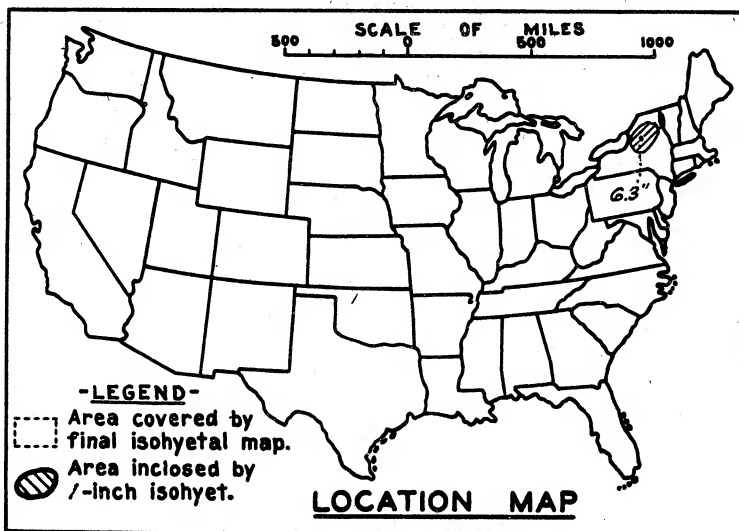 SCALE OF MILES
500 0 500 1000
6.3"
-LEGEND-
Area covered by
final isohyetal map.
Area inclosed by
1-inch isohyet.
LOCATION MAP